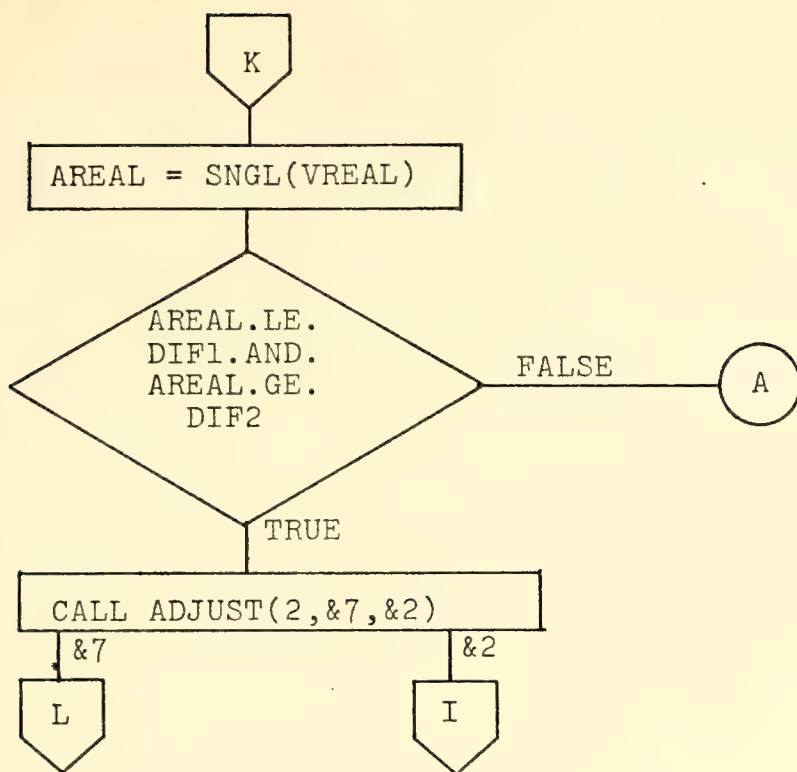 K
AREAL = SNGL(VREAL)
AREAL.LE.
DIF1.AND.
AREAL.GE.
DIF2
FALSE
A
TRUE
CALL ADJUST(2,&7,&2)
&7
&2
L
I